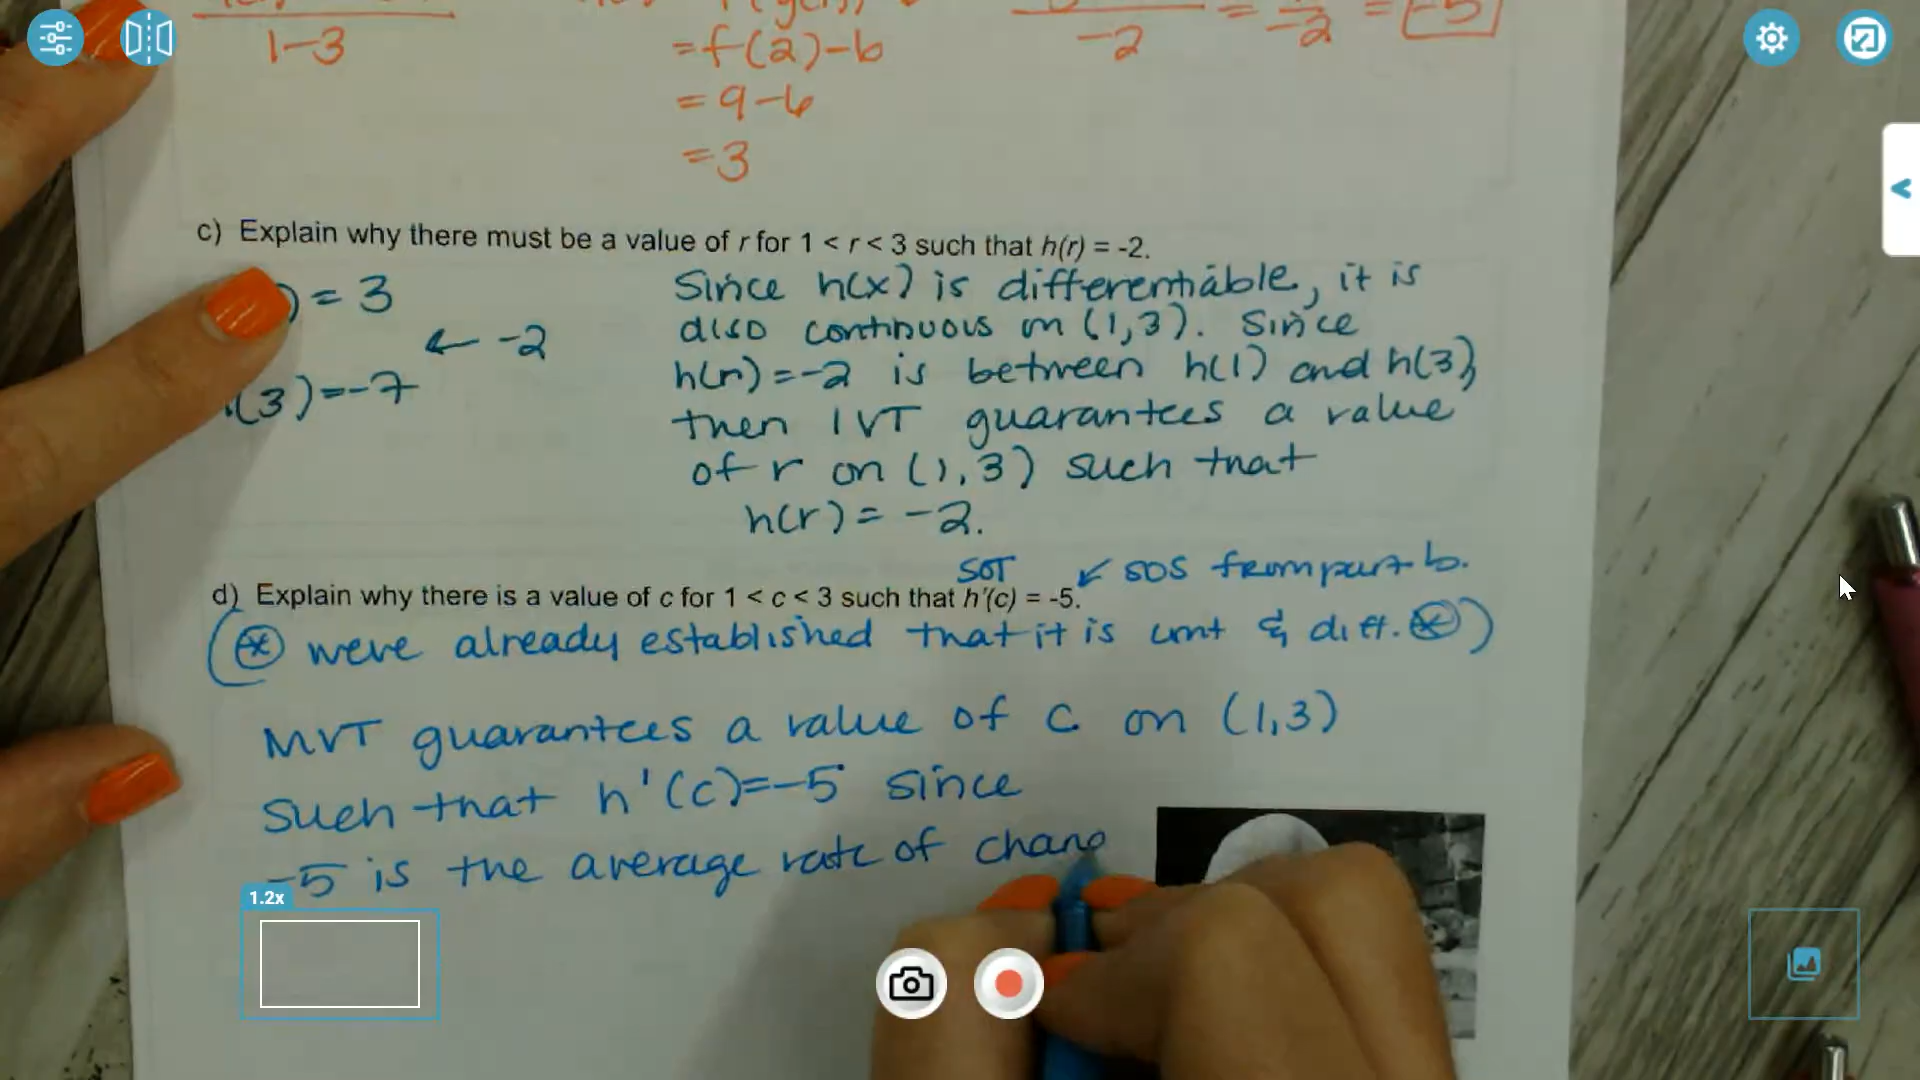 1-3
= f(2)-6
-2
= = -2 = -5
= 9-6
= 3
c) Explain why there must be a value of r for 1 < r < 3 such that h(r) = -2.
) = 3
← -2
(3) = -7
Since h(x) is differentiable, it is
also continuous on (1,3). Since
h(r) = -2 is between h(1) and h(3),
then IVT guarantees a value
of r on (1,3) such that
h(r) = -2.
SOT ↙ SOS from part b.
d) Explain why there is a value of c for 1 < c < 3 such that h'(c) = -5.
(* we've already established that it is cont & diff. *)
MVT guarantees a value of c on (1,3)
such that h'(c)=-5 since
-5 is the average rate of chang
1.2x